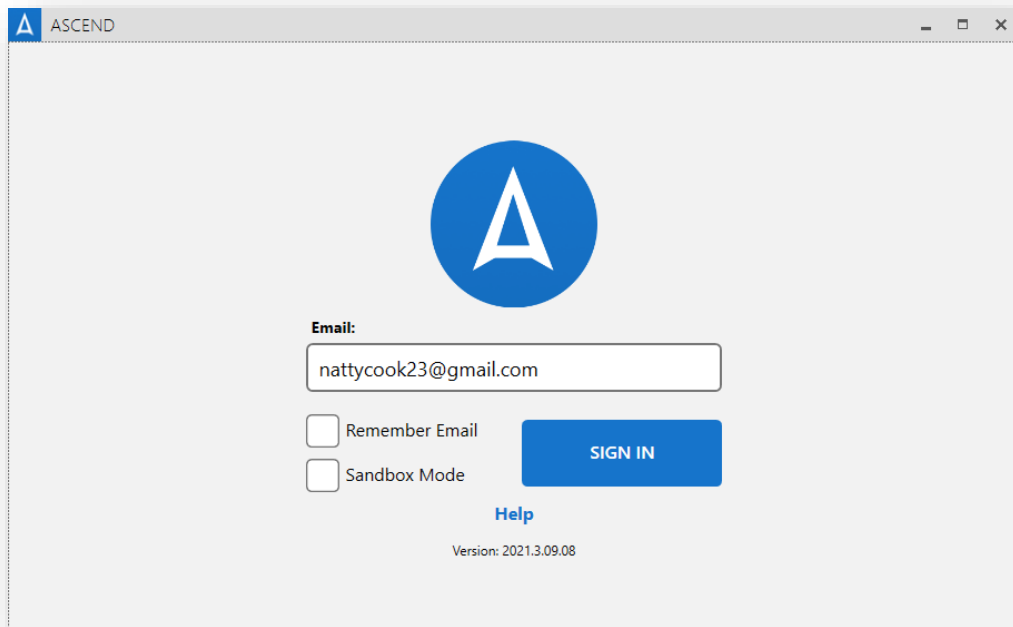 ASCEND
Email:
nattycook23@gmail.com
Remember Email
SIGN IN
Sandbox Mode
Help
Version: 2021.3.09.08